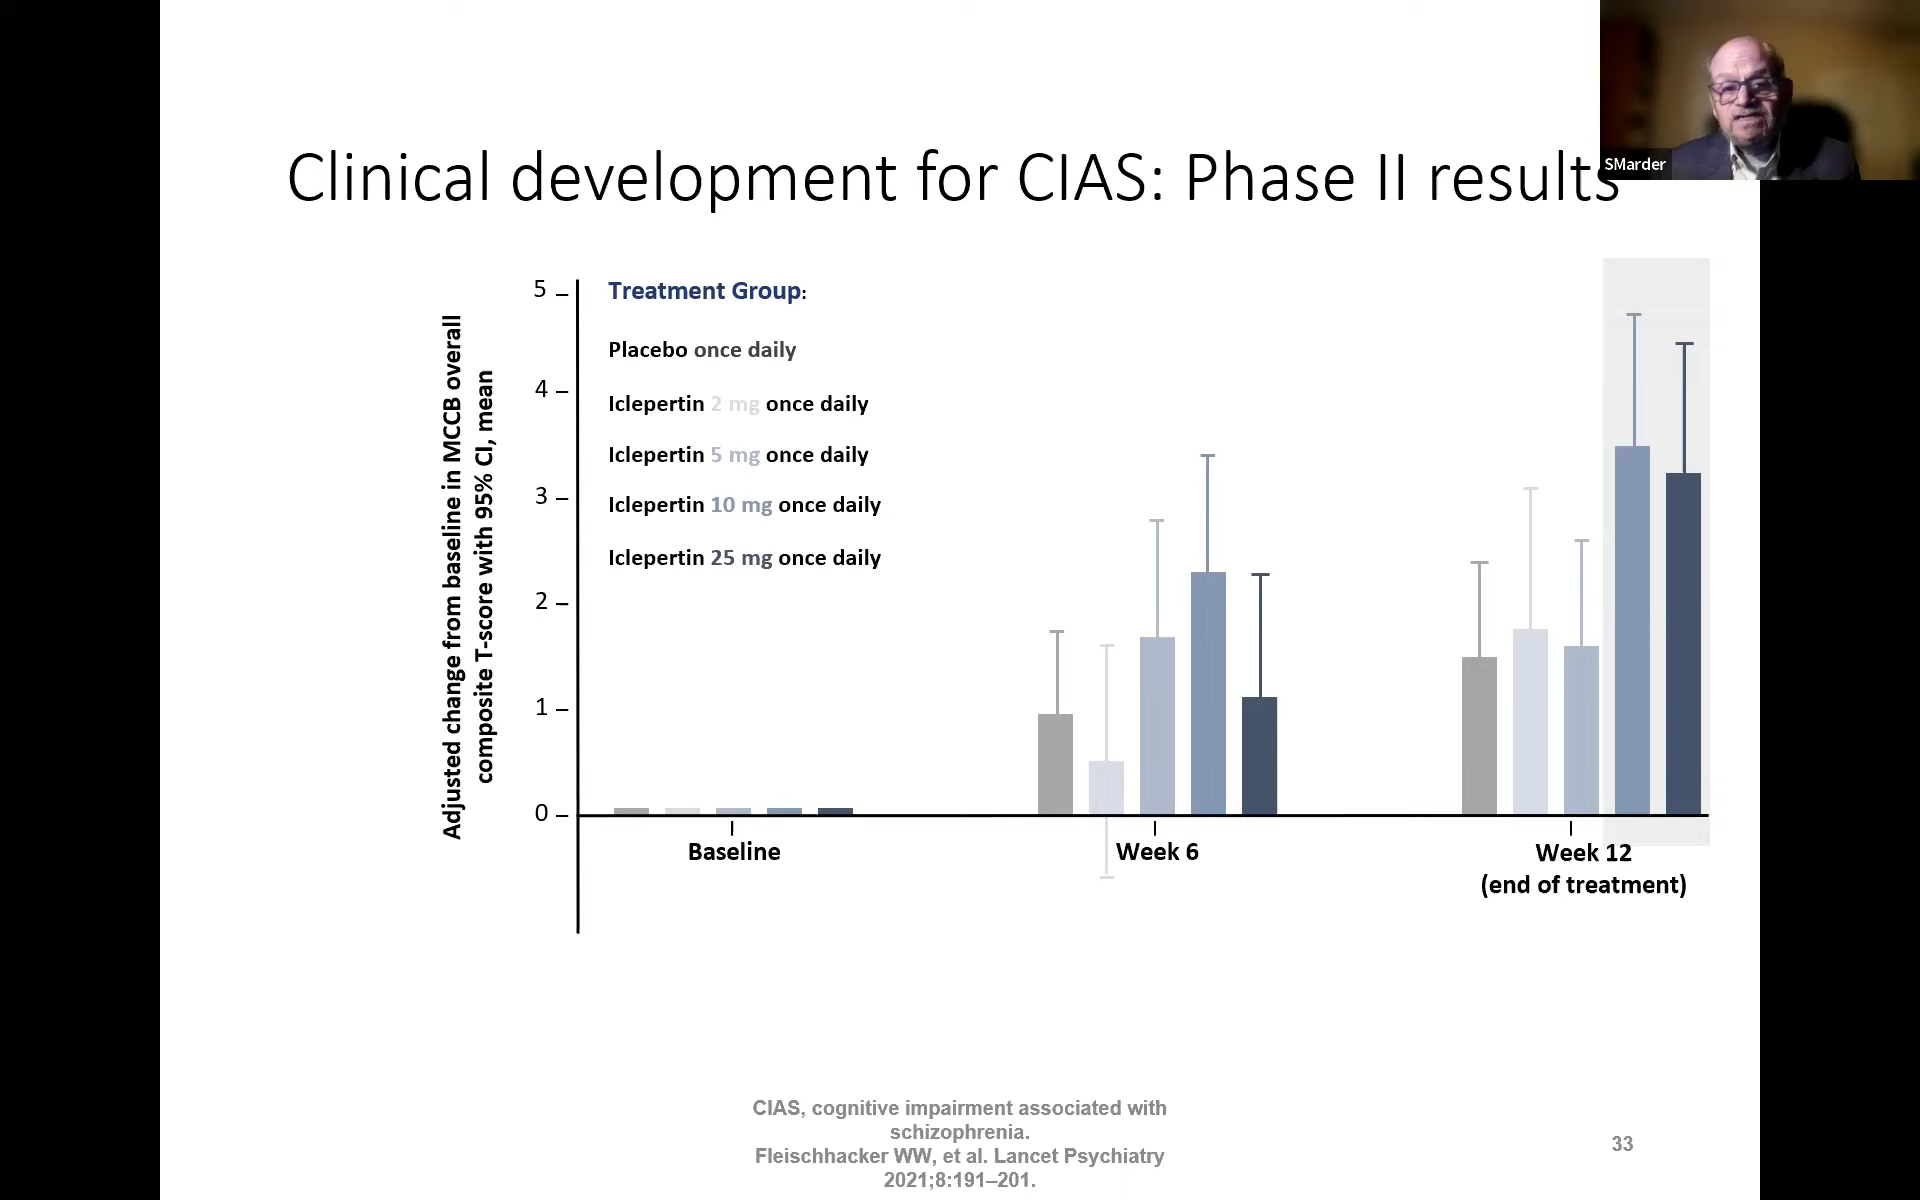 SMarder
Clinical development for CIAS: Phase II results
Adjusted change from baseline in MCCB overall
composite T-score with 95% CI, mean
5
4
3
2
1
0
Treatment Group:
Placebo once daily
Iclepertin 2 mg once daily
Iclepertin 5 mg once daily
Iclepertin 10 mg once daily
Iclepertin 25 mg once daily
Baseline
Week 6
Week 12
(end of treatment)
CIAS, cognitive impairment associated with
schizophrenia.
Fleischhacker WW, et al. Lancet Psychiatry
2021;8:191–201.
33